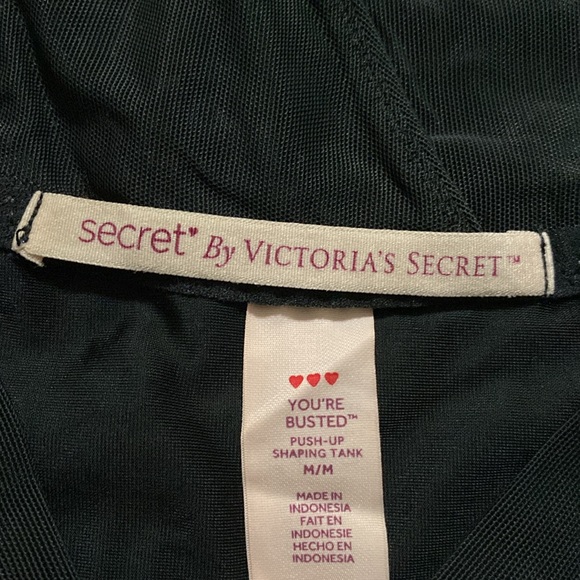 secret♥ By VICTORIA'S SECRET™
YOU'RE
BUSTED™
PUSH-UP
SHAPING TANK
M/M
MADE IN
INDONESIA
FAIT EN
INDONESIE
HECHO EN
INDONESIA